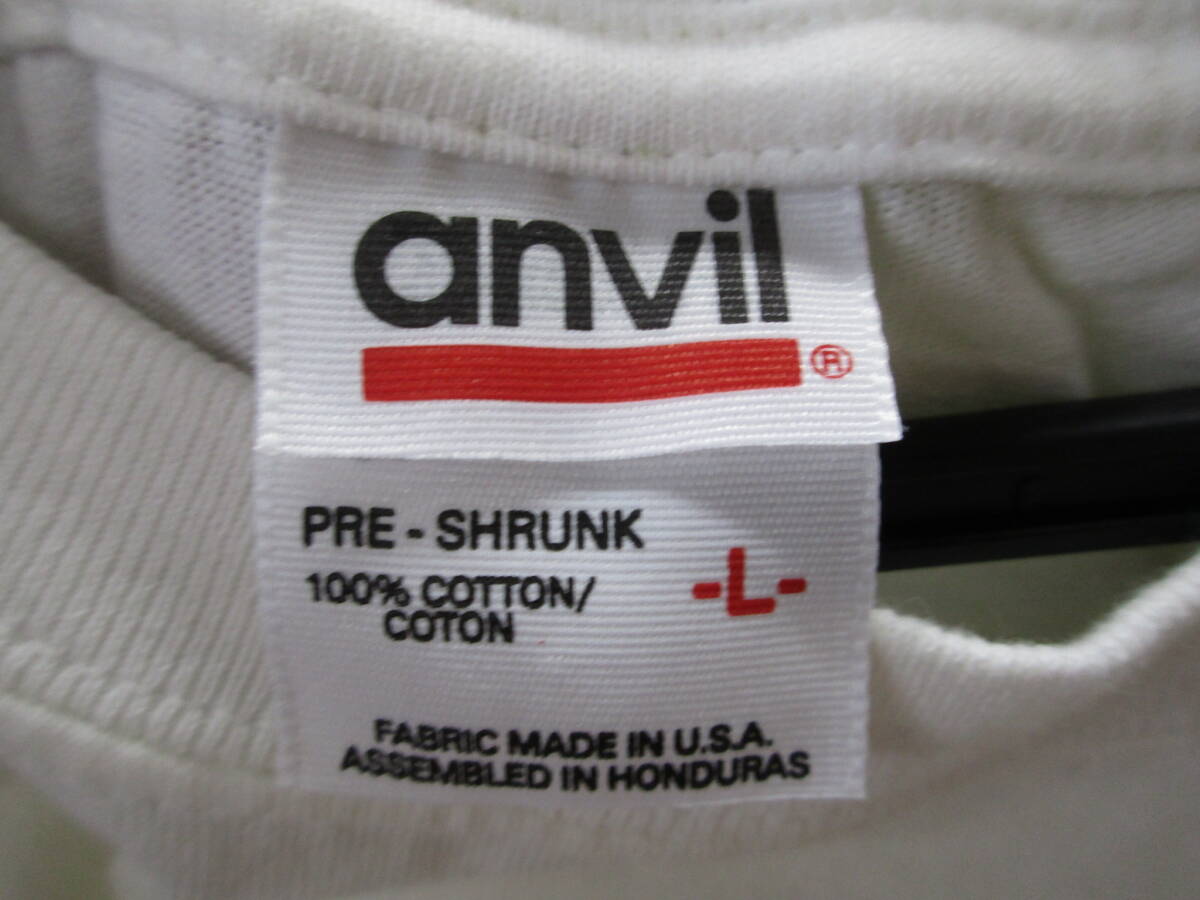 anvil
®
PRE - SHRUNK
100% COTTON/
COTON
-L-
FABRIC MADE IN U.S.A.
ASSEMBLED IN HONDURAS